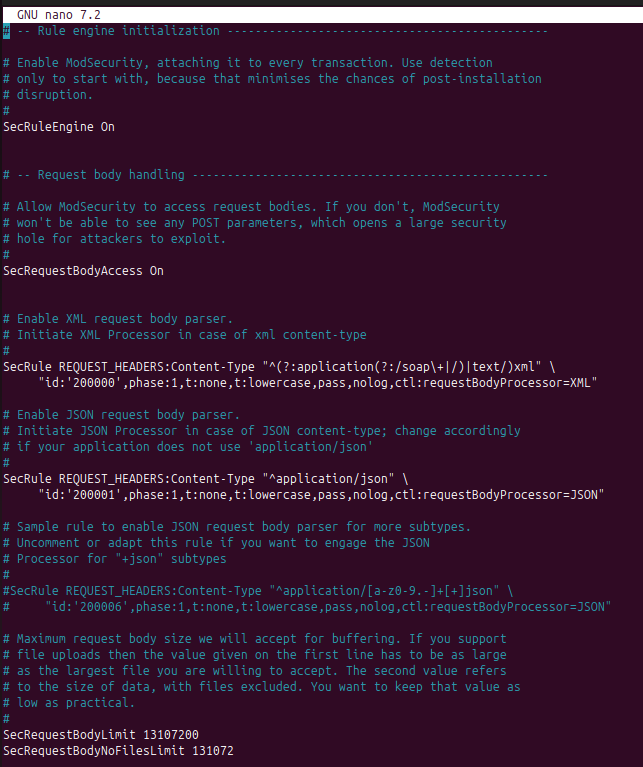 GNU nano 7.2
# -- Rule engine initialization ----------------------------------------------

# Enable ModSecurity, attaching it to every transaction. Use detection
# only to start with, because that minimises the chances of post-installation
# disruption.
#
SecRuleEngine On

# -- Request body handling ---------------------------------------------------

# Allow ModSecurity to access request bodies. If you don't, ModSecurity
# won't be able to see any POST parameters, which opens a large security
# hole for attackers to exploit.
#
SecRequestBodyAccess On

# Enable XML request body parser.
# Initiate XML Processor in case of xml content-type
#
SecRule REQUEST_HEADERS:Content-Type "^(?:application(?:/soap\+|/)|text/)xml" \
     "id:'200000',phase:1,t:none,t:lowercase,pass,nolog,ctl:requestBodyProcessor=XML"

# Enable JSON request body parser.
# Initiate JSON Processor in case of JSON content-type; change accordingly
# if your application does not use 'application/json'
#
SecRule REQUEST_HEADERS:Content-Type "^application/json" \
     "id:'200001',phase:1,t:none,t:lowercase,pass,nolog,ctl:requestBodyProcessor=JSON"

# Sample rule to enable JSON request body parser for more subtypes.
# Uncomment or adapt this rule if you want to engage the JSON
# Processor for "+json" subtypes
#
#SecRule REQUEST_HEADERS:Content-Type "^application/[a-z0-9.-]+[+]json" \
#     "id:'200006',phase:1,t:none,t:lowercase,pass,nolog,ctl:requestBodyProcessor=JSON"

# Maximum request body size we will accept for buffering. If you support
# file uploads then the value given on the first line has to be as large
# as the largest file you are willing to accept. The second value refers
# to the size of data, with files excluded. You want to keep that value as
# low as practical.
#
SecRequestBodyLimit 13107200
SecRequestBodyNoFilesLimit 131072